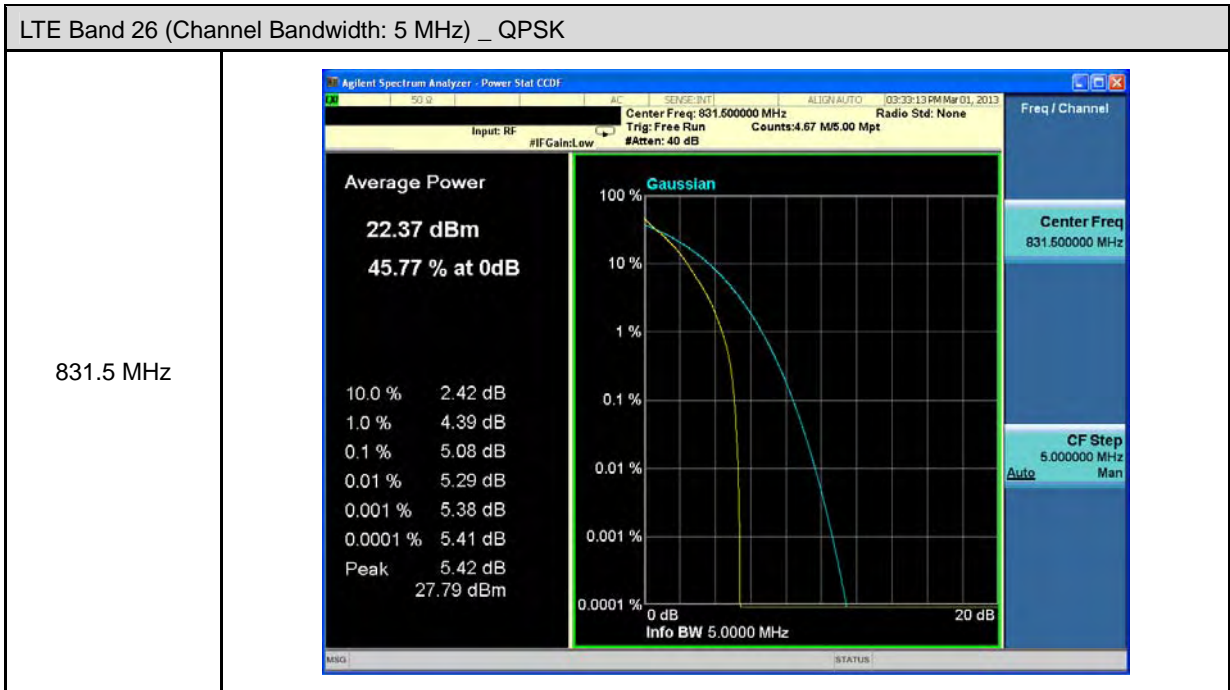 LTE Band 26 (Channel Bandwidth: 5 MHz) _ QPSK
831.5 MHz
Agilent Spectrum Analyzer - Power Stat CCDF
50 Ω AC SENSE:INT ALIGN AUTO 03:33:13 PM Mar 01, 2013
Center Freq: 831.500000 MHz Radio Std: None
Input: RF Trig: Free Run Counts:4.67 M/5.00 Mpt
#IFGain:Low #Atten: 40 dB
Freq / Channel
Center Freq
831.500000 MHz
CF Step
5.000000 MHz
Auto Man
Average Power
22.37 dBm
45.77 % at 0dB
10.0 % 2.42 dB
1.0 % 4.39 dB
0.1 % 5.08 dB
0.01 % 5.29 dB
0.001 % 5.38 dB
0.0001 % 5.41 dB
Peak 5.42 dB
27.79 dBm
Gaussian
100 %
10 %
1 %
0.1 %
0.01 %
0.001 %
0.0001 %
0 dB 20 dB
Info BW 5.0000 MHz
MSG STATUS